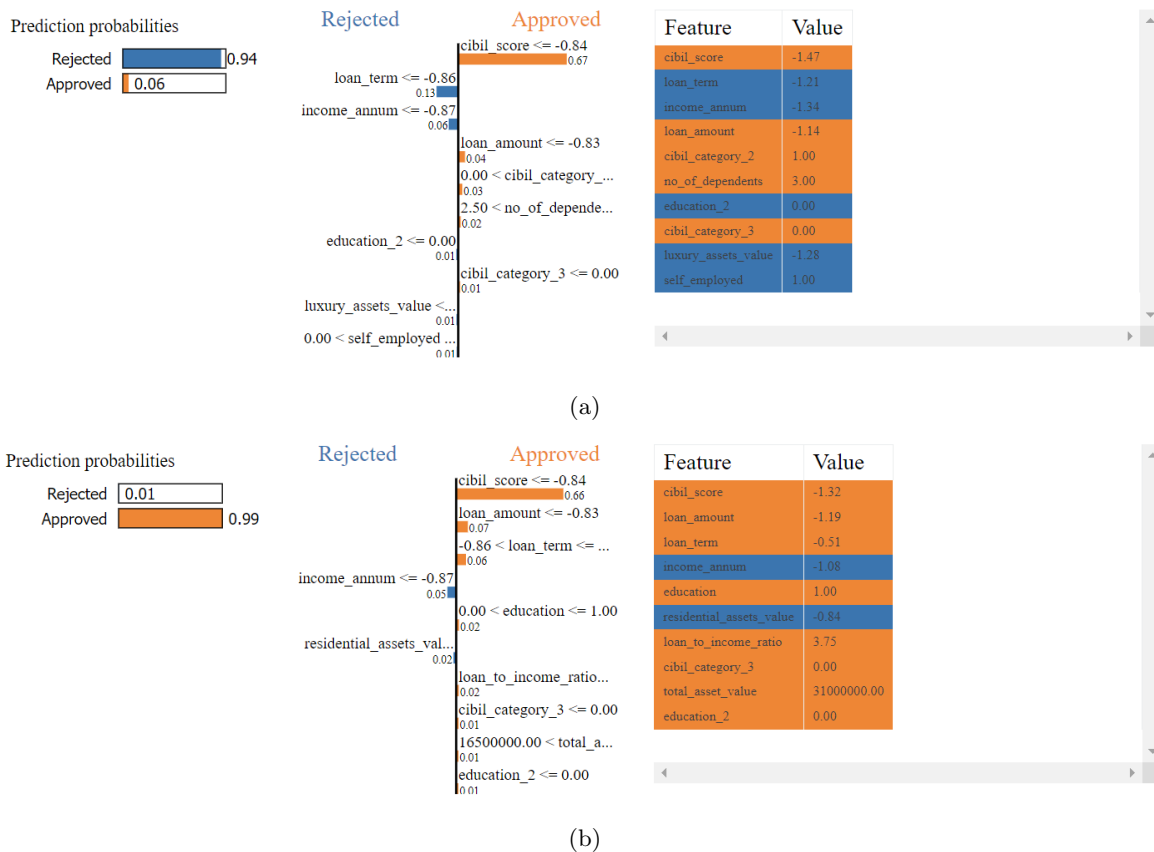 Prediction probabilities
Rejected 0.94
Approved 0.06
Rejected Approved
cibil_score <= -0.84
0.67
loan_term <= -0.86
0.13
income_annum <= -0.87
0.06
loan_amount <= -0.83
0.04
0.00 < cibil_category_...
0.03
2.50 < no_of_depende...
0.02
education_2 <= 0.00
0.01
cibil_category_3 <= 0.00
0.01
luxury_assets_value <...
0.01
0.00 < self_employed ...
0.01
Feature Value
cibil_score -1.47
loan_term -1.21
income_annum -1.34
loan_amount -1.14
cibil_category_2 1.00
no_of_dependents 3.00
education_2 0.00
cibil_category_3 0.00
luxury_assets_value -1.28
self_employed 1.00
(a)
Prediction probabilities
Rejected 0.01
Approved 0.99
Rejected Approved
cibil_score <= -0.84
0.66
loan_amount <= -0.83
0.07
-0.86 < loan_term <= ...
0.06
income_annum <= -0.87
0.05
0.00 < education <= 1.00
0.02
residential_assets_val...
0.02
loan_to_income_ratio...
0.02
cibil_category_3 <= 0.00
0.01
16500000.00 < total_a...
0.01
education_2 <= 0.00
0.01
Feature Value
cibil_score -1.32
loan_amount -1.19
loan_term -0.51
income_annum -1.08
education 1.00
residential_assets_value -0.84
loan_to_income_ratio 3.75
cibil_category_3 0.00
total_asset_value 31000000.00
education_2 0.00
(b)